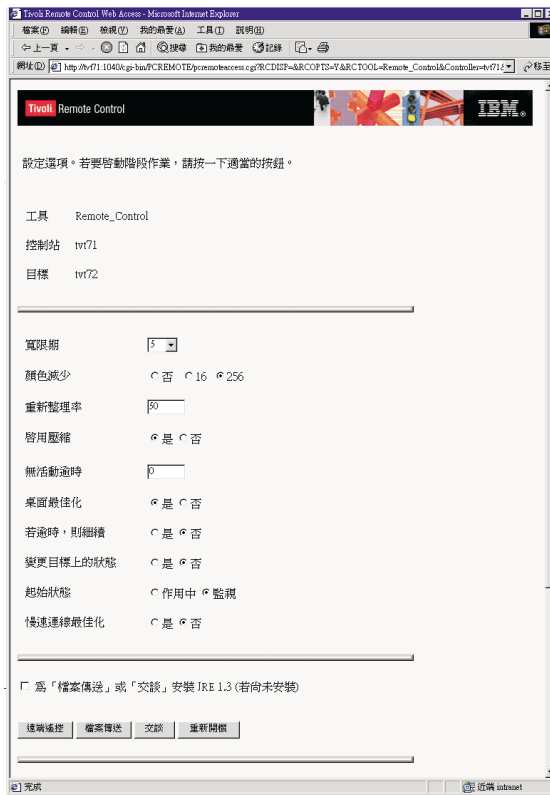 Tivoli Remote Control Web Access - Microsoft Internet Explorer
檔案(F) 編輯(E) 檢視(V) 我的最愛(A) 工具(T) 說明(H)
上一頁 搜尋 我的最愛 記錄
網址(D) http://tvt71:1040/cgi-bin/PCREMOTE/pcremoteaccess.cgi?RCDISP=&RCOPTS=Y&RCTOOL=Remote_Control&Controller=tvt71& 移至
Tivoli. Remote Control IBM.
設定選項。若要啓動階段作業，請按一下適當的按鈕。
工具 Remote_Control
控制站 tvt71
目標 tvt72
寬限期 5
顏色減少 否 16 256
重新整理率 50
啓用壓縮 是 否
無活動逾時 0
桌面最佳化 是 否
若逾時，則繼續 是 否
變更目標上的狀態 是 否
起始狀態 作用中 監視
慢速連線最佳化 是 否
爲「檔案傳送」或「交談」安裝 JRE 1.3 (若尚未安裝)
遠端遙控 檔案傳送 交談 重新開機
完成 近端 intranet